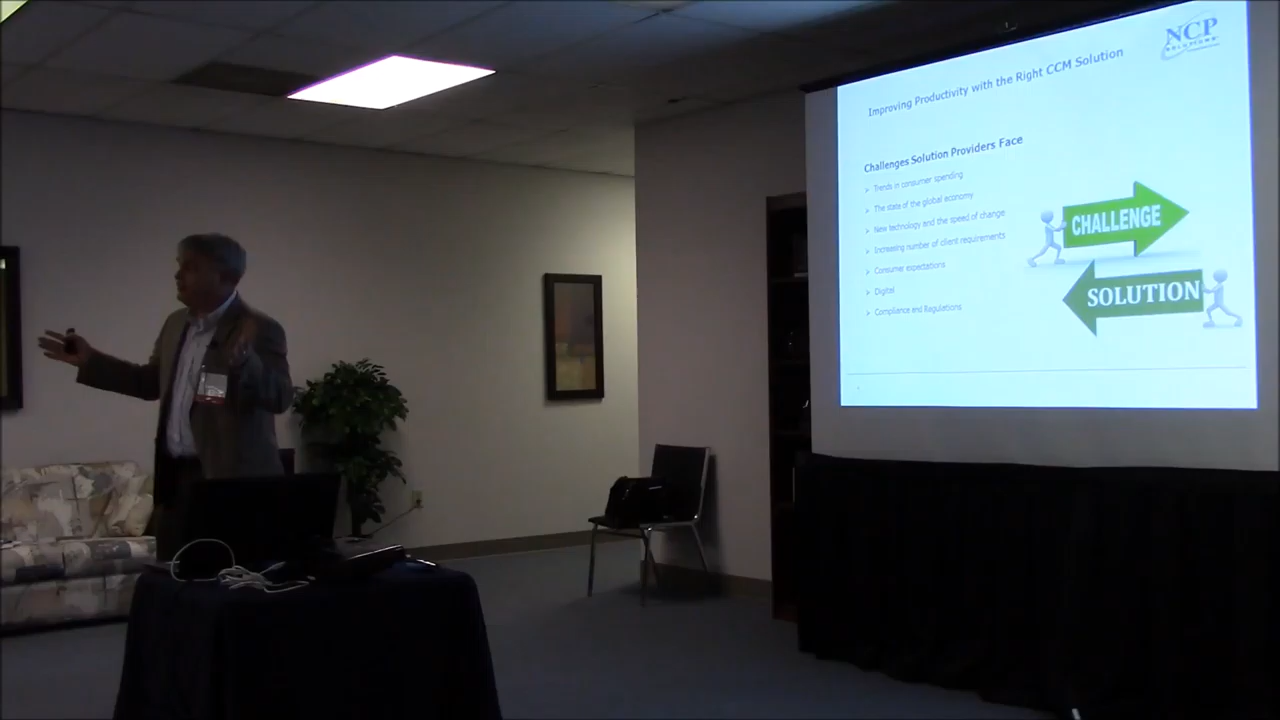 NCP
SOLUTIONS
Improving Productivity with the Right CCM Solution
Challenges Solution Providers Face
Trends in consumer spending
The state of the global economy
New technology and the speed of change
Increasing number of client requirements
Consumer expectations
Digital
Compliance and Regulations
CHALLENGE
SOLUTION